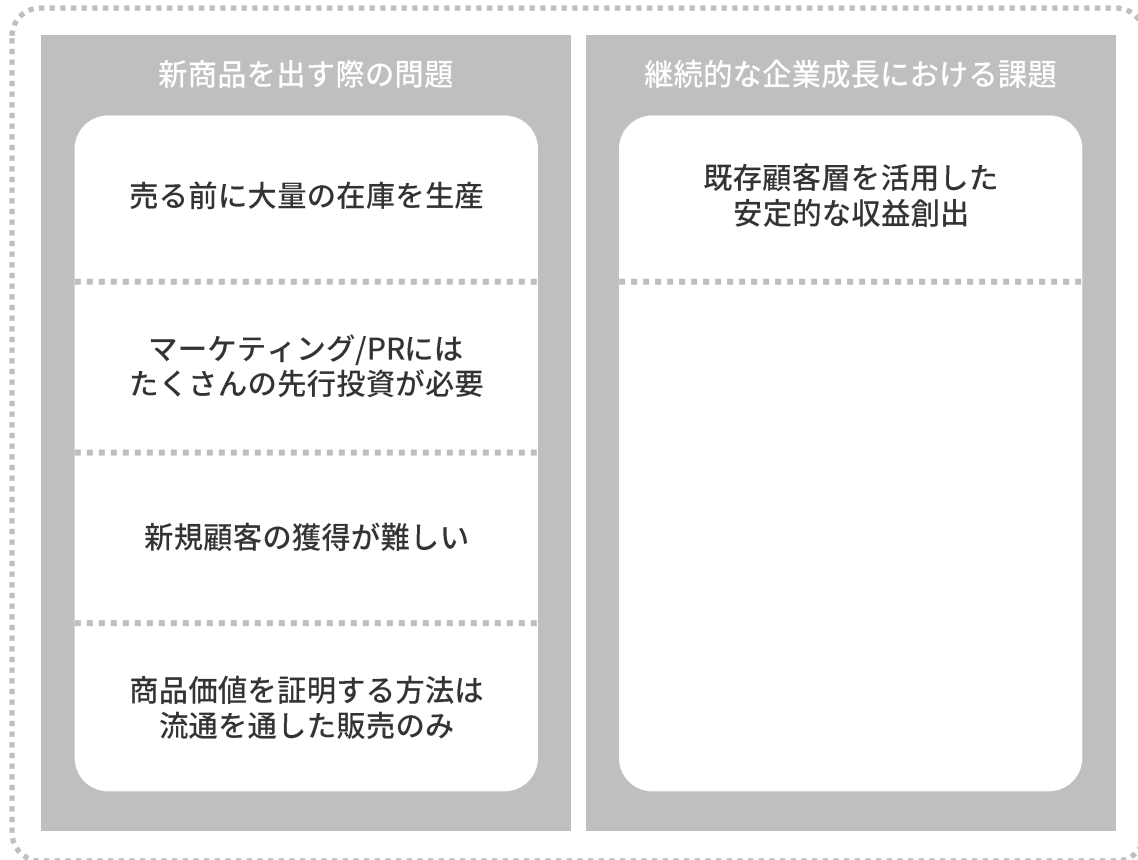 新商品を出す際の問題
売る前に大量の在庫を生産
マーケティング/PRには
たくさんの先行投資が必要
新規顧客の獲得が難しい
商品価値を証明する方法は
流通を通した販売のみ
継続的な企業成長における課題
既存顧客層を活用した
安定的な収益創出